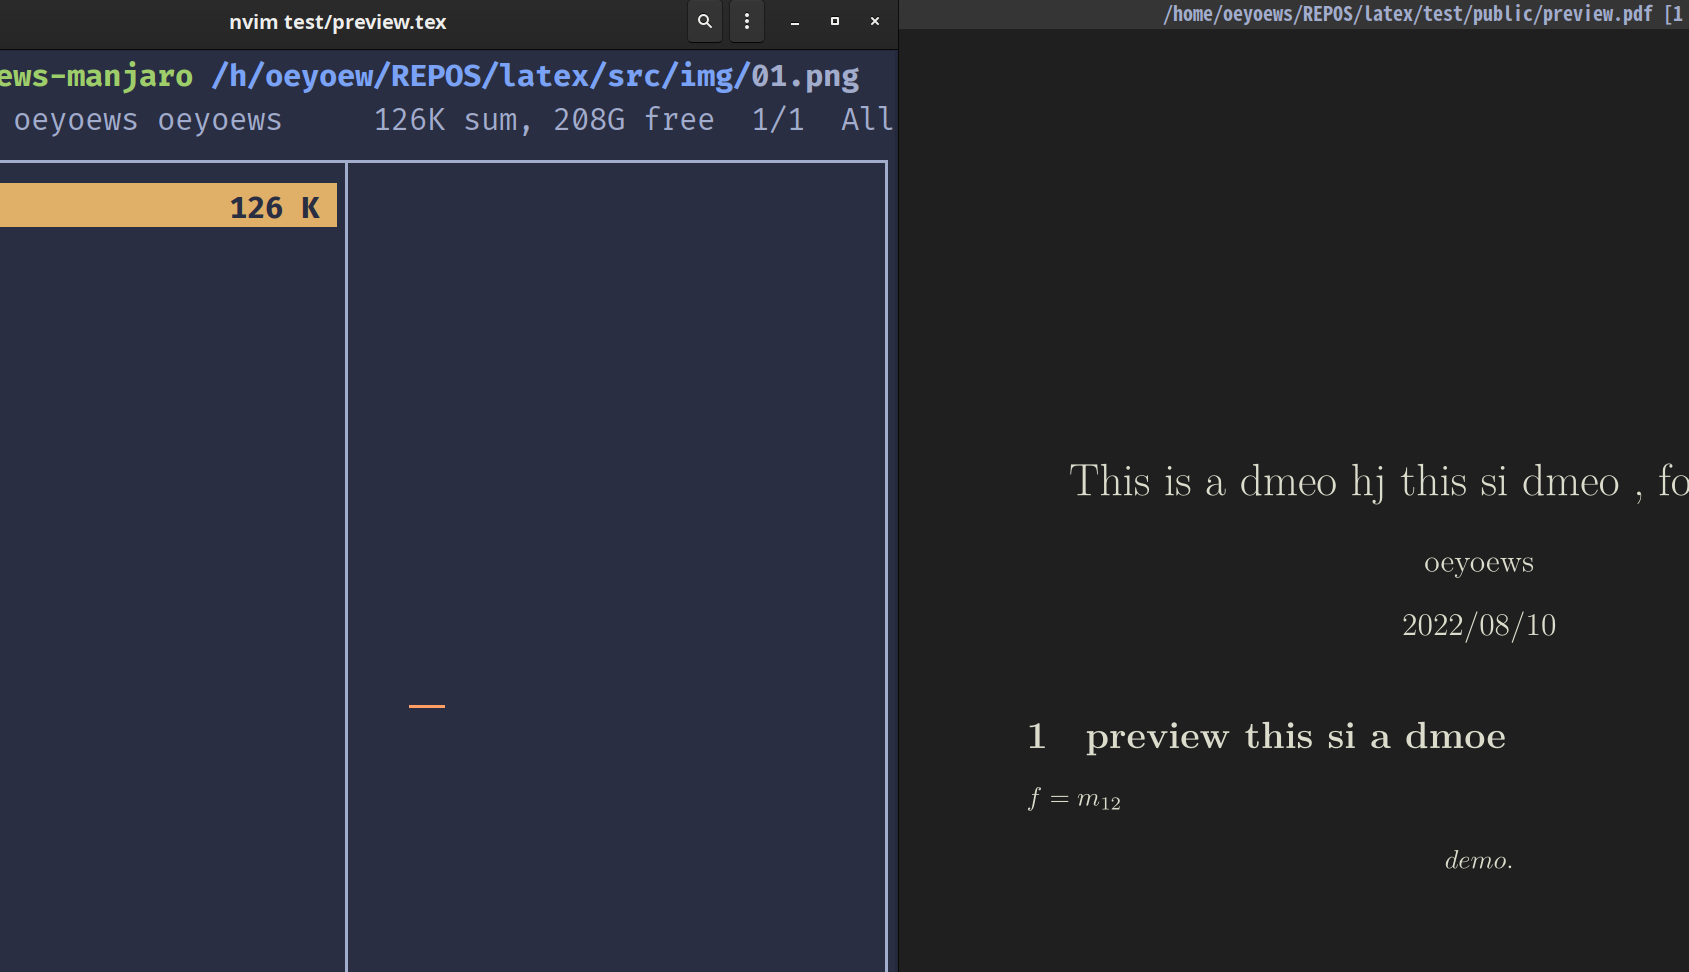 nvim test/preview.tex
ews-manjaro /h/oeyoew/REPOS/latex/src/img/01.png
oeyoews oeyoews 126K sum, 208G free 1/1 All
126 K
/home/oeyoews/REPOS/latex/test/public/preview.pdf [1
This is a dmeo hj this si dmeo , fo
oeyoews
2022/08/10
1 preview this si a dmoe
f = m₁₂
demo.